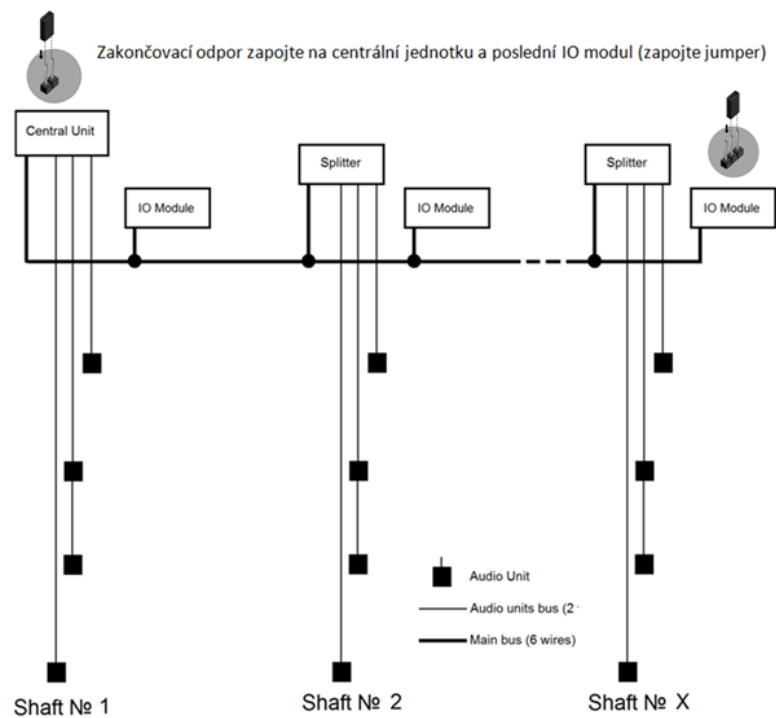 Zakončovací odpor zapojte na centrální jednotku a poslední IO modul (zapojte jumper)
Central Unit
Splitter
Splitter
IO Module
IO Module
IO Module
Audio Unit
Audio units bus (2
Main bus (6 wires)
Shaft № 1
Shaft № 2
Shaft № X